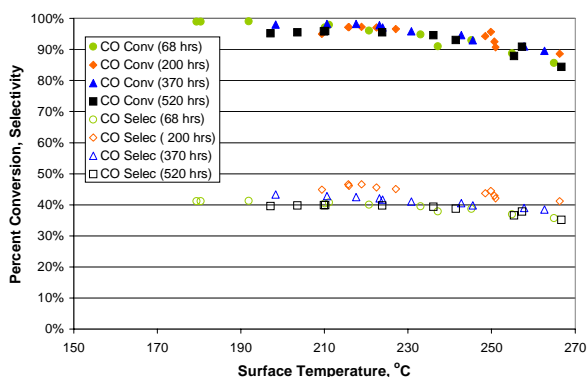 100%
90%
80%
70%
60%
50%
40%
30%
20%
10%
0%
Percent Conversion, Selectivity
CO Conv (68 hrs)
CO Conv (200 hrs)
CO Conv (370 hrs)
CO Conv (520 hrs)
CO Selec (68 hrs)
CO Selec ( 200 hrs)
CO Selec (370 hrs)
CO Selec (520 hrs)
150 170 190 210 230 250 270
Surface Temperature, °C